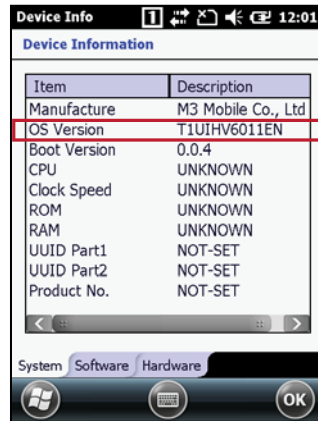 Device Info 1 12:01
Device Information
Item Description
Manufacture M3 Mobile Co., Ltd
OS Version T1UIHV6011EN
Boot Version 0.0.4
CPU UNKNOWN
Clock Speed UNKNOWN
ROM UNKNOWN
RAM UNKNOWN
UUID Part1 NOT-SET
UUID Part2 NOT-SET
Product No. NOT-SET
System Software Hardware
OK